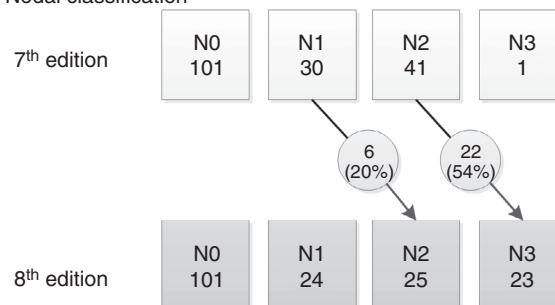 Nodal classification
7th edition
N0 N1 N2 N3
101 30 41 1
6 22
(20%) (54%)
8th edition
N0 N1 N2 N3
101 24 25 23